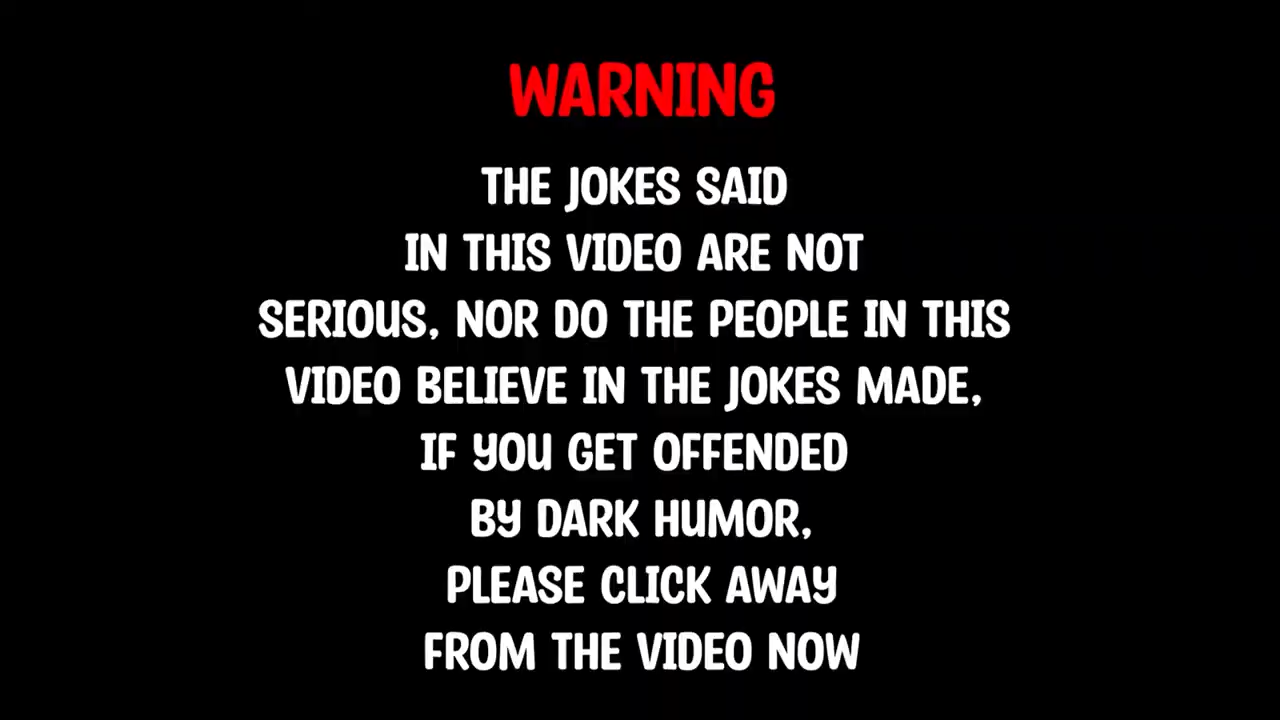 WARNING
THE JOKES SAID
IN THIS VIDEO ARE NOT
SERIOUS, NOR DO THE PEOPLE IN THIS
VIDEO BELIEVE IN THE JOKES MADE,
IF YOU GET OFFENDED
BY DARK HUMOR,
PLEASE CLICK AWAY
FROM THE VIDEO NOW